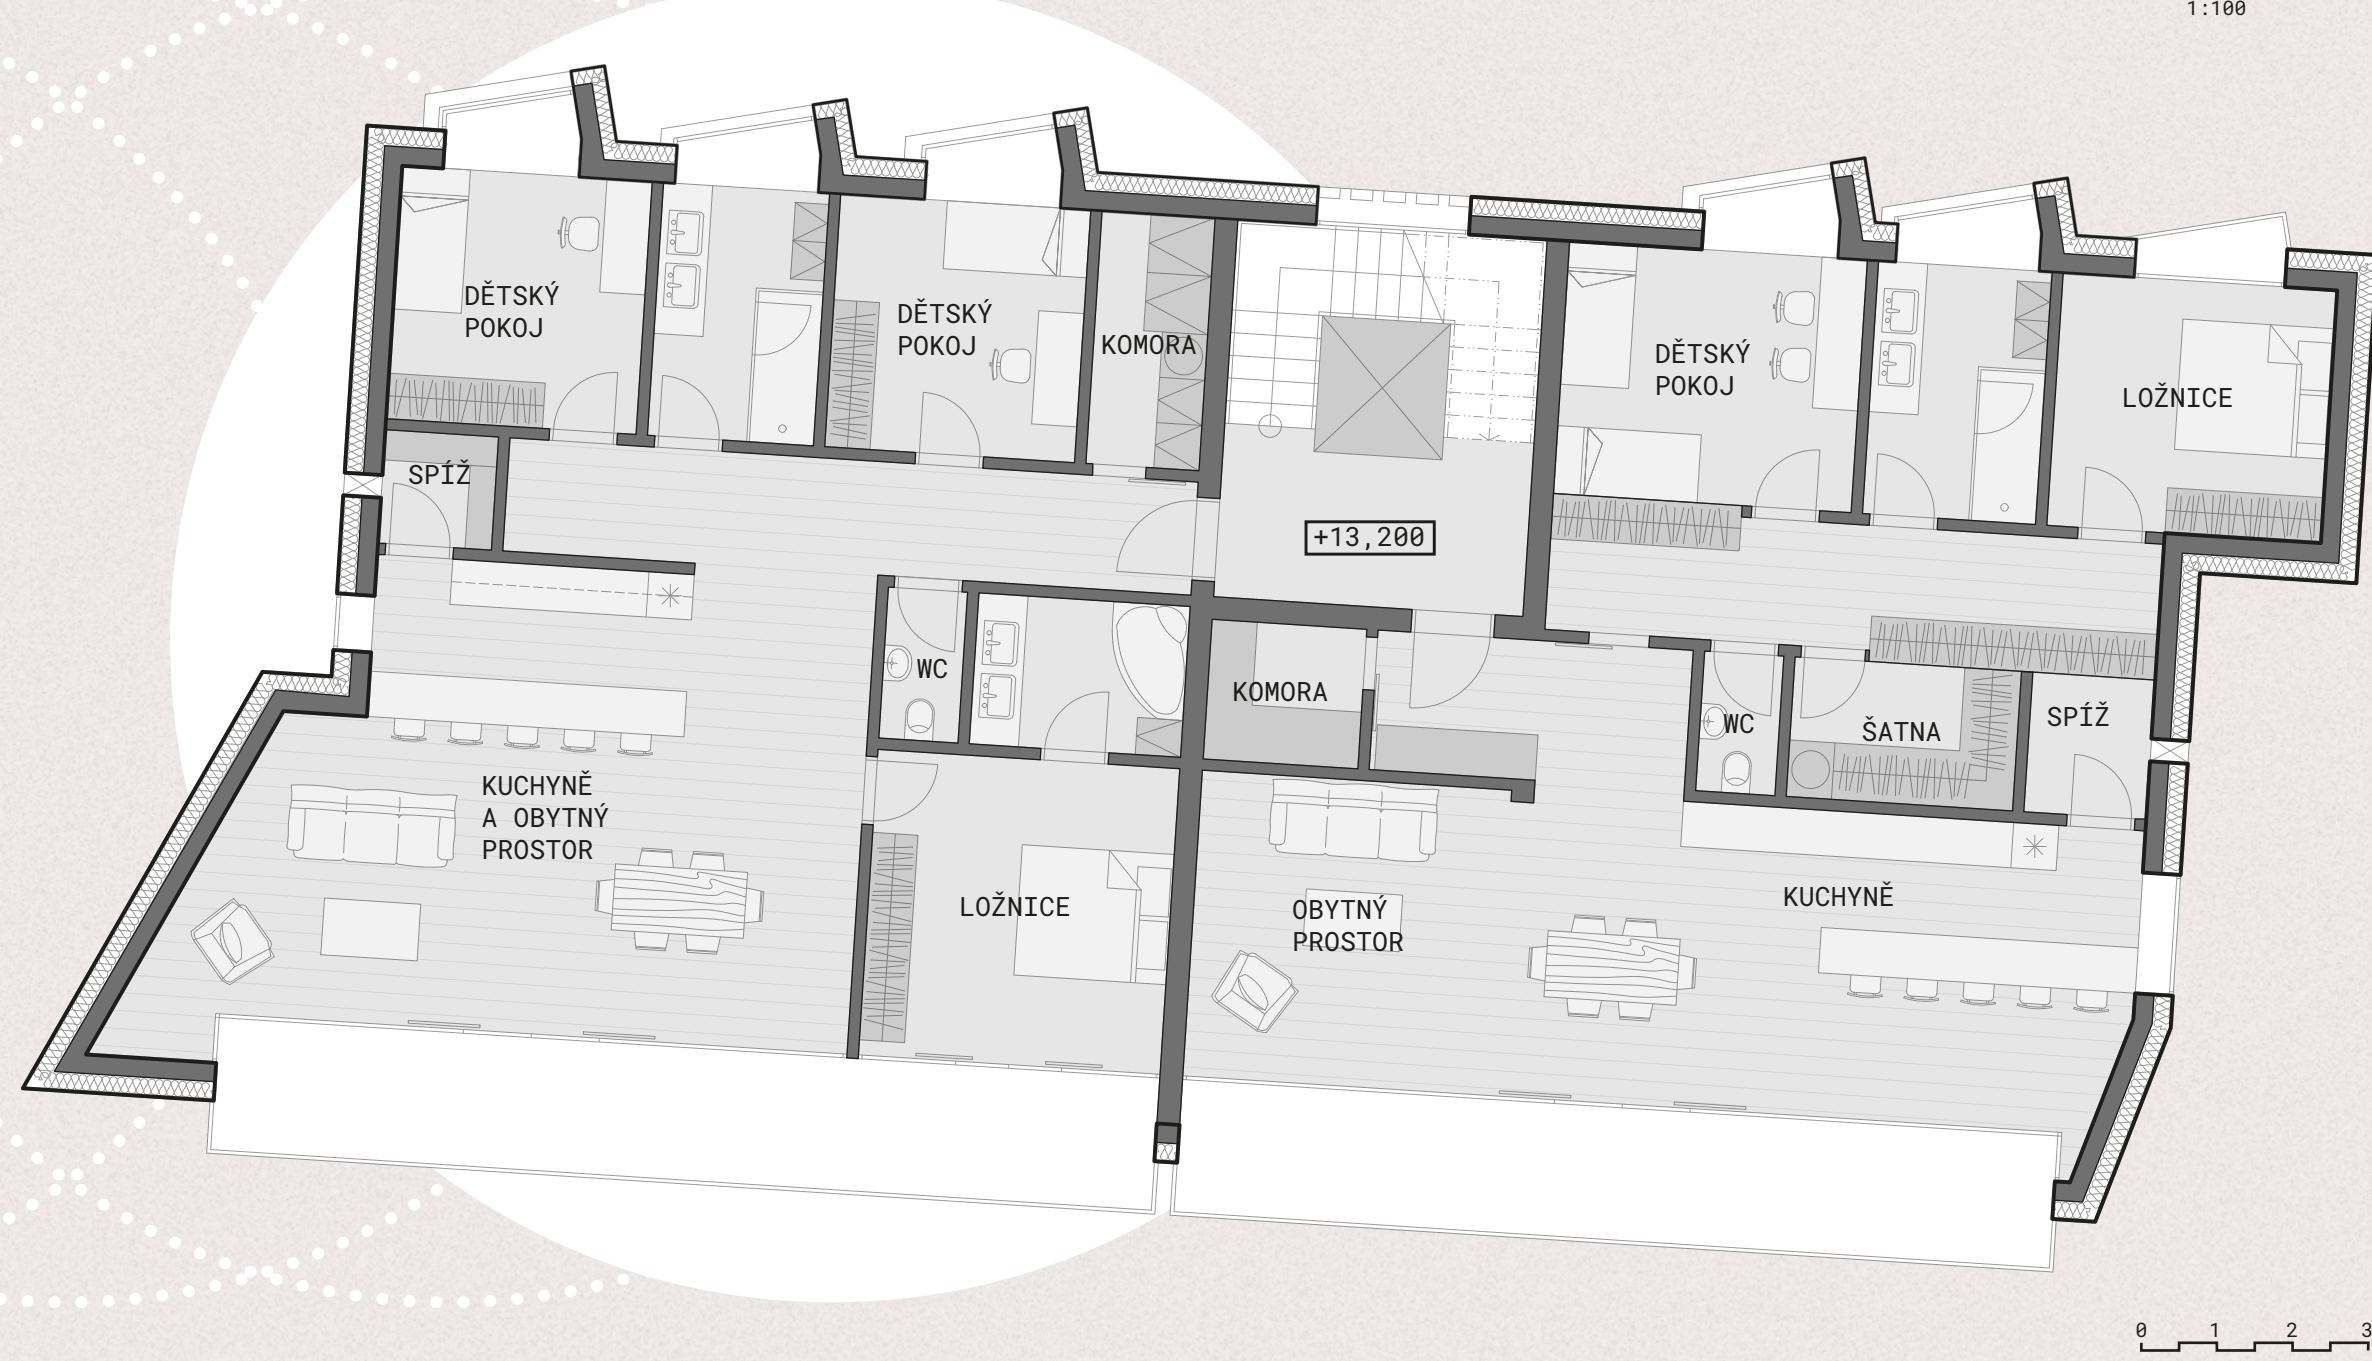 1:100
DĚTSKÝ
POKOJ
DĚTSKÝ
POKOJ
KOMORA
DĚTSKÝ
POKOJ
LOŽNICE
SPÍŽ
+13,200
WC
KOMORA
WC
ŠATNA
SPÍŽ
KUCHYNĚ
A OBYTNÝ
PROSTOR
LOŽNICE
OBYTNÝ
PROSTOR
KUCHYNĚ
0 1 2 3